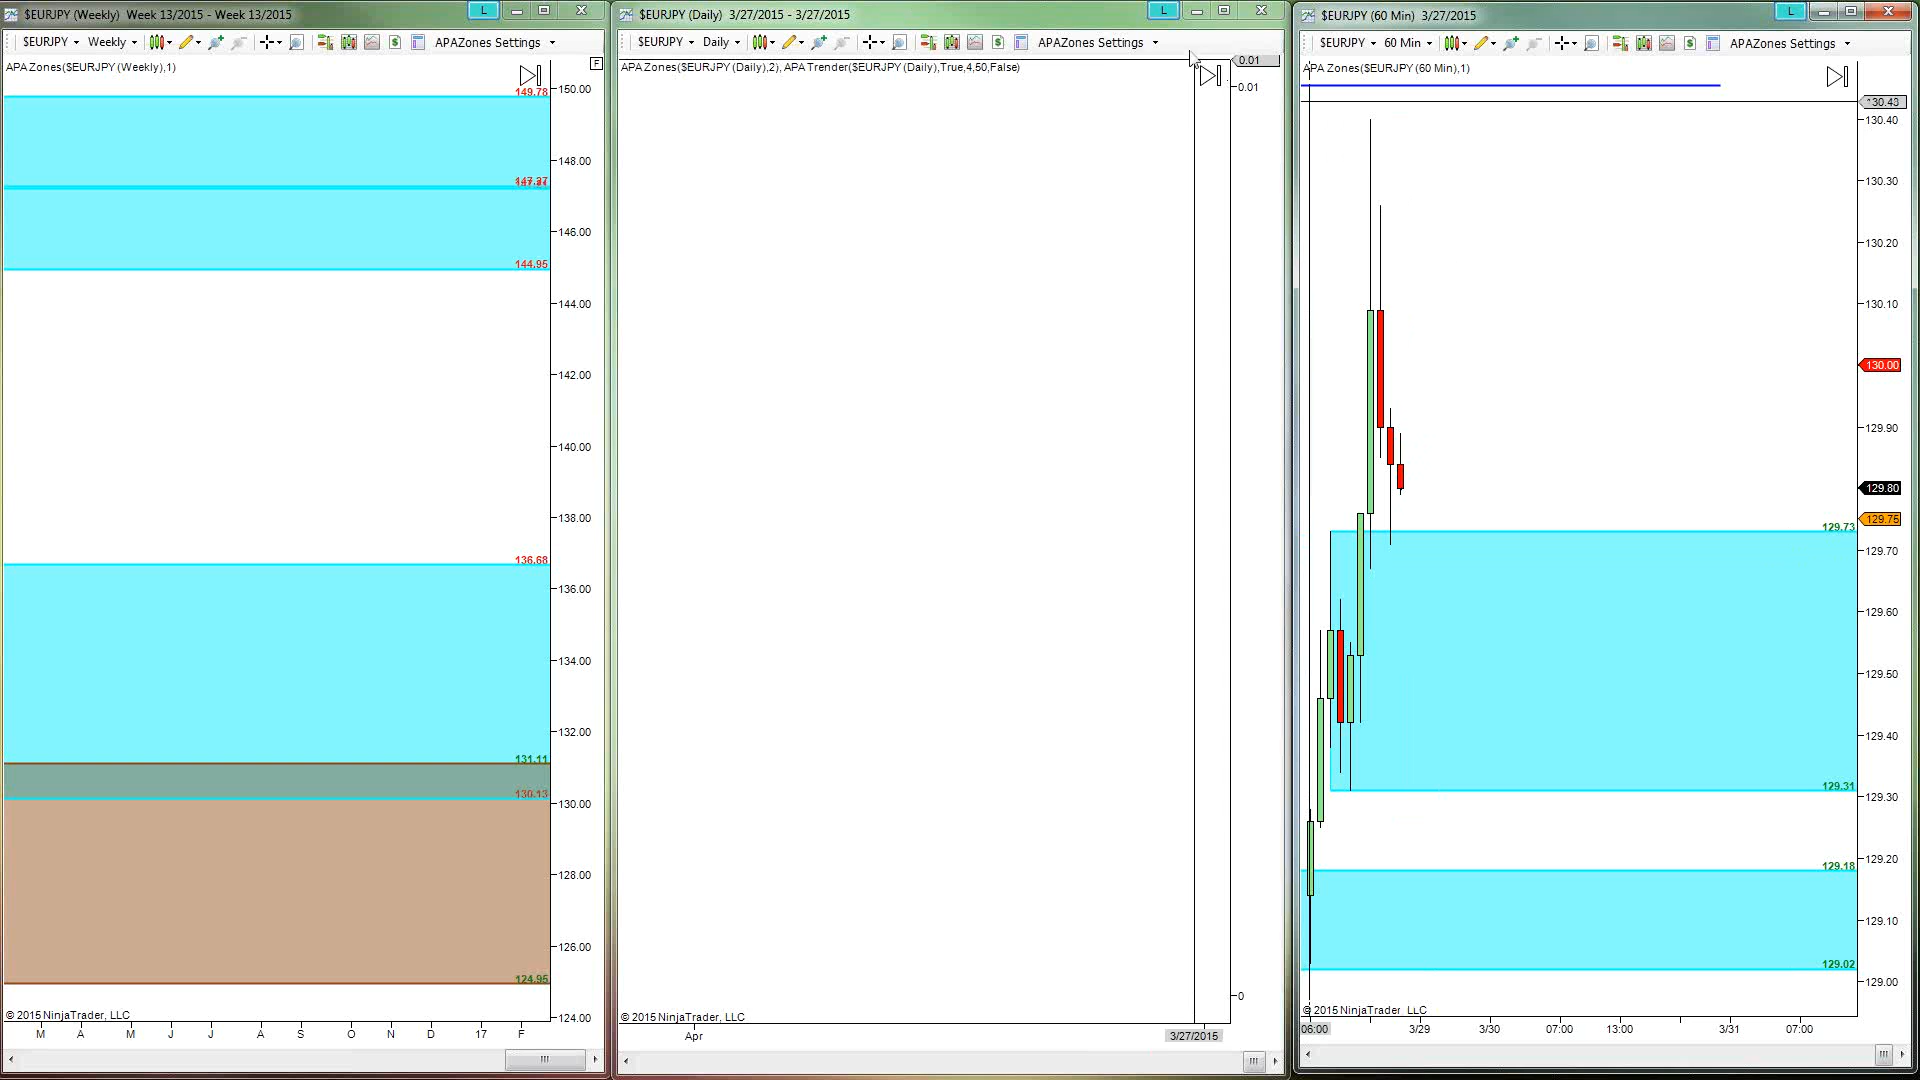 $EURJPY (Weekly)  Week 13/2015 - Week 13/2015
L
$EURJPY
Weekly
APAZones Settings
APA Zones($EURJPY (Weekly),1)
F
149.78
147.27
144.95
136.68
131.11
130.13
124.95
150.00
148.00
146.00
144.00
142.00
140.00
138.00
136.00
134.00
132.00
130.00
128.00
126.00
124.00
© 2015 NinjaTrader, LLC
M A M J J A S O N D 17 F
$EURJPY (Daily)  3/27/2015 - 3/27/2015
L
$EURJPY
Daily
APAZones Settings
APA Zones($EURJPY (Daily),2), APA Trender($EURJPY (Daily),True,4,50,False)
0.01
0.01
0
© 2015 NinjaTrader, LLC
Apr
3/27/2015
$EURJPY (60 Min)  3/27/2015
L
$EURJPY
60 Min
APAZones Settings
APA Zones($EURJPY (60 Min),1)
130.43
130.40
130.30
130.20
130.10
130.00
129.90
129.80
129.75
129.73
129.70
129.60
129.50
129.40
129.31
129.30
129.20
129.18
129.10
129.02
129.00
© 2015 NinjaTrader, LLC
06:00 3/29 3/30 07:00 13:00 3/31 07:00